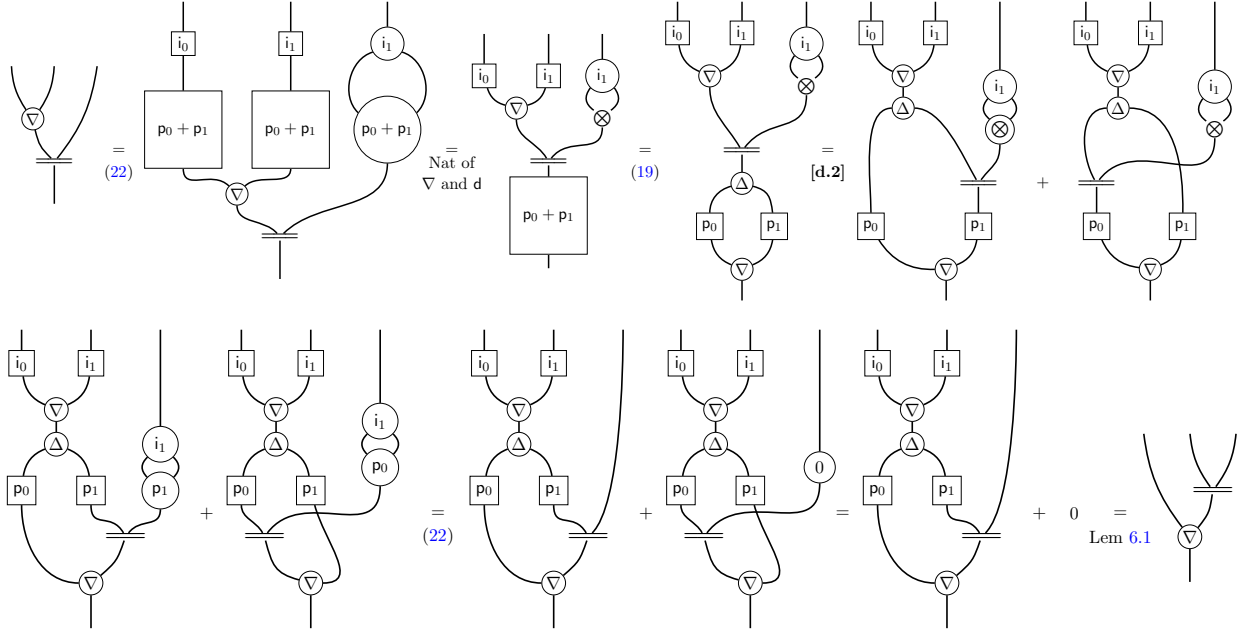 i₀ i₁ i₁ i₀ i₁ i₁ i₀ i₁ i₁ i₀ i₁ i₁ i₀ i₁ i₁
∇ p₀ + p₁ p₀ + p₁ p₀ + p₁ ∇ ⊗ ∇ ⊗ ∇ ⊗ ∇ ⊗
= = = = Δ Δ
(22) Nat of (19) [d.2]
∇ and d
∇ p₀ + p₁ Δ +
p₀ p₁ p₀ p₁ p₀ p₁
∇ ∇ ∇
i₀ i₁ i₀ i₁ i₀ i₁ i₀ i₁ i₀ i₁
∇ ∇ i₁ ∇ ∇ ∇
Δ i₁ Δ p₀ Δ Δ 0 Δ
p₀ p₁ p₁ p₀ p₁ p₀ p₁ p₀ p₁ p₀ p₁
+ = + = + 0 =
(22) Lem 6.1 ∇
∇ ∇ ∇ ∇ ∇